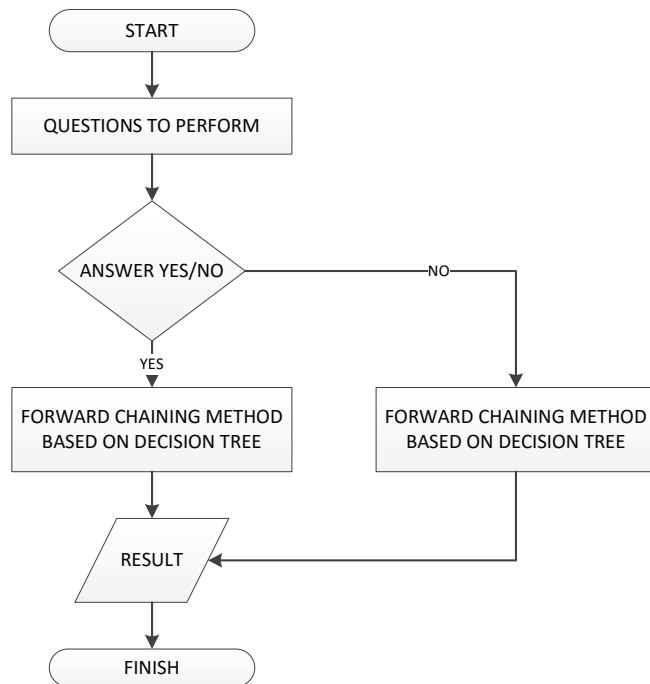 START
QUESTIONS TO PERFORM
ANSWER YES/NO
NO
YES
FORWARD CHAINING METHOD
BASED ON DECISION TREE
FORWARD CHAINING METHOD
BASED ON DECISION TREE
RESULT
FINISH